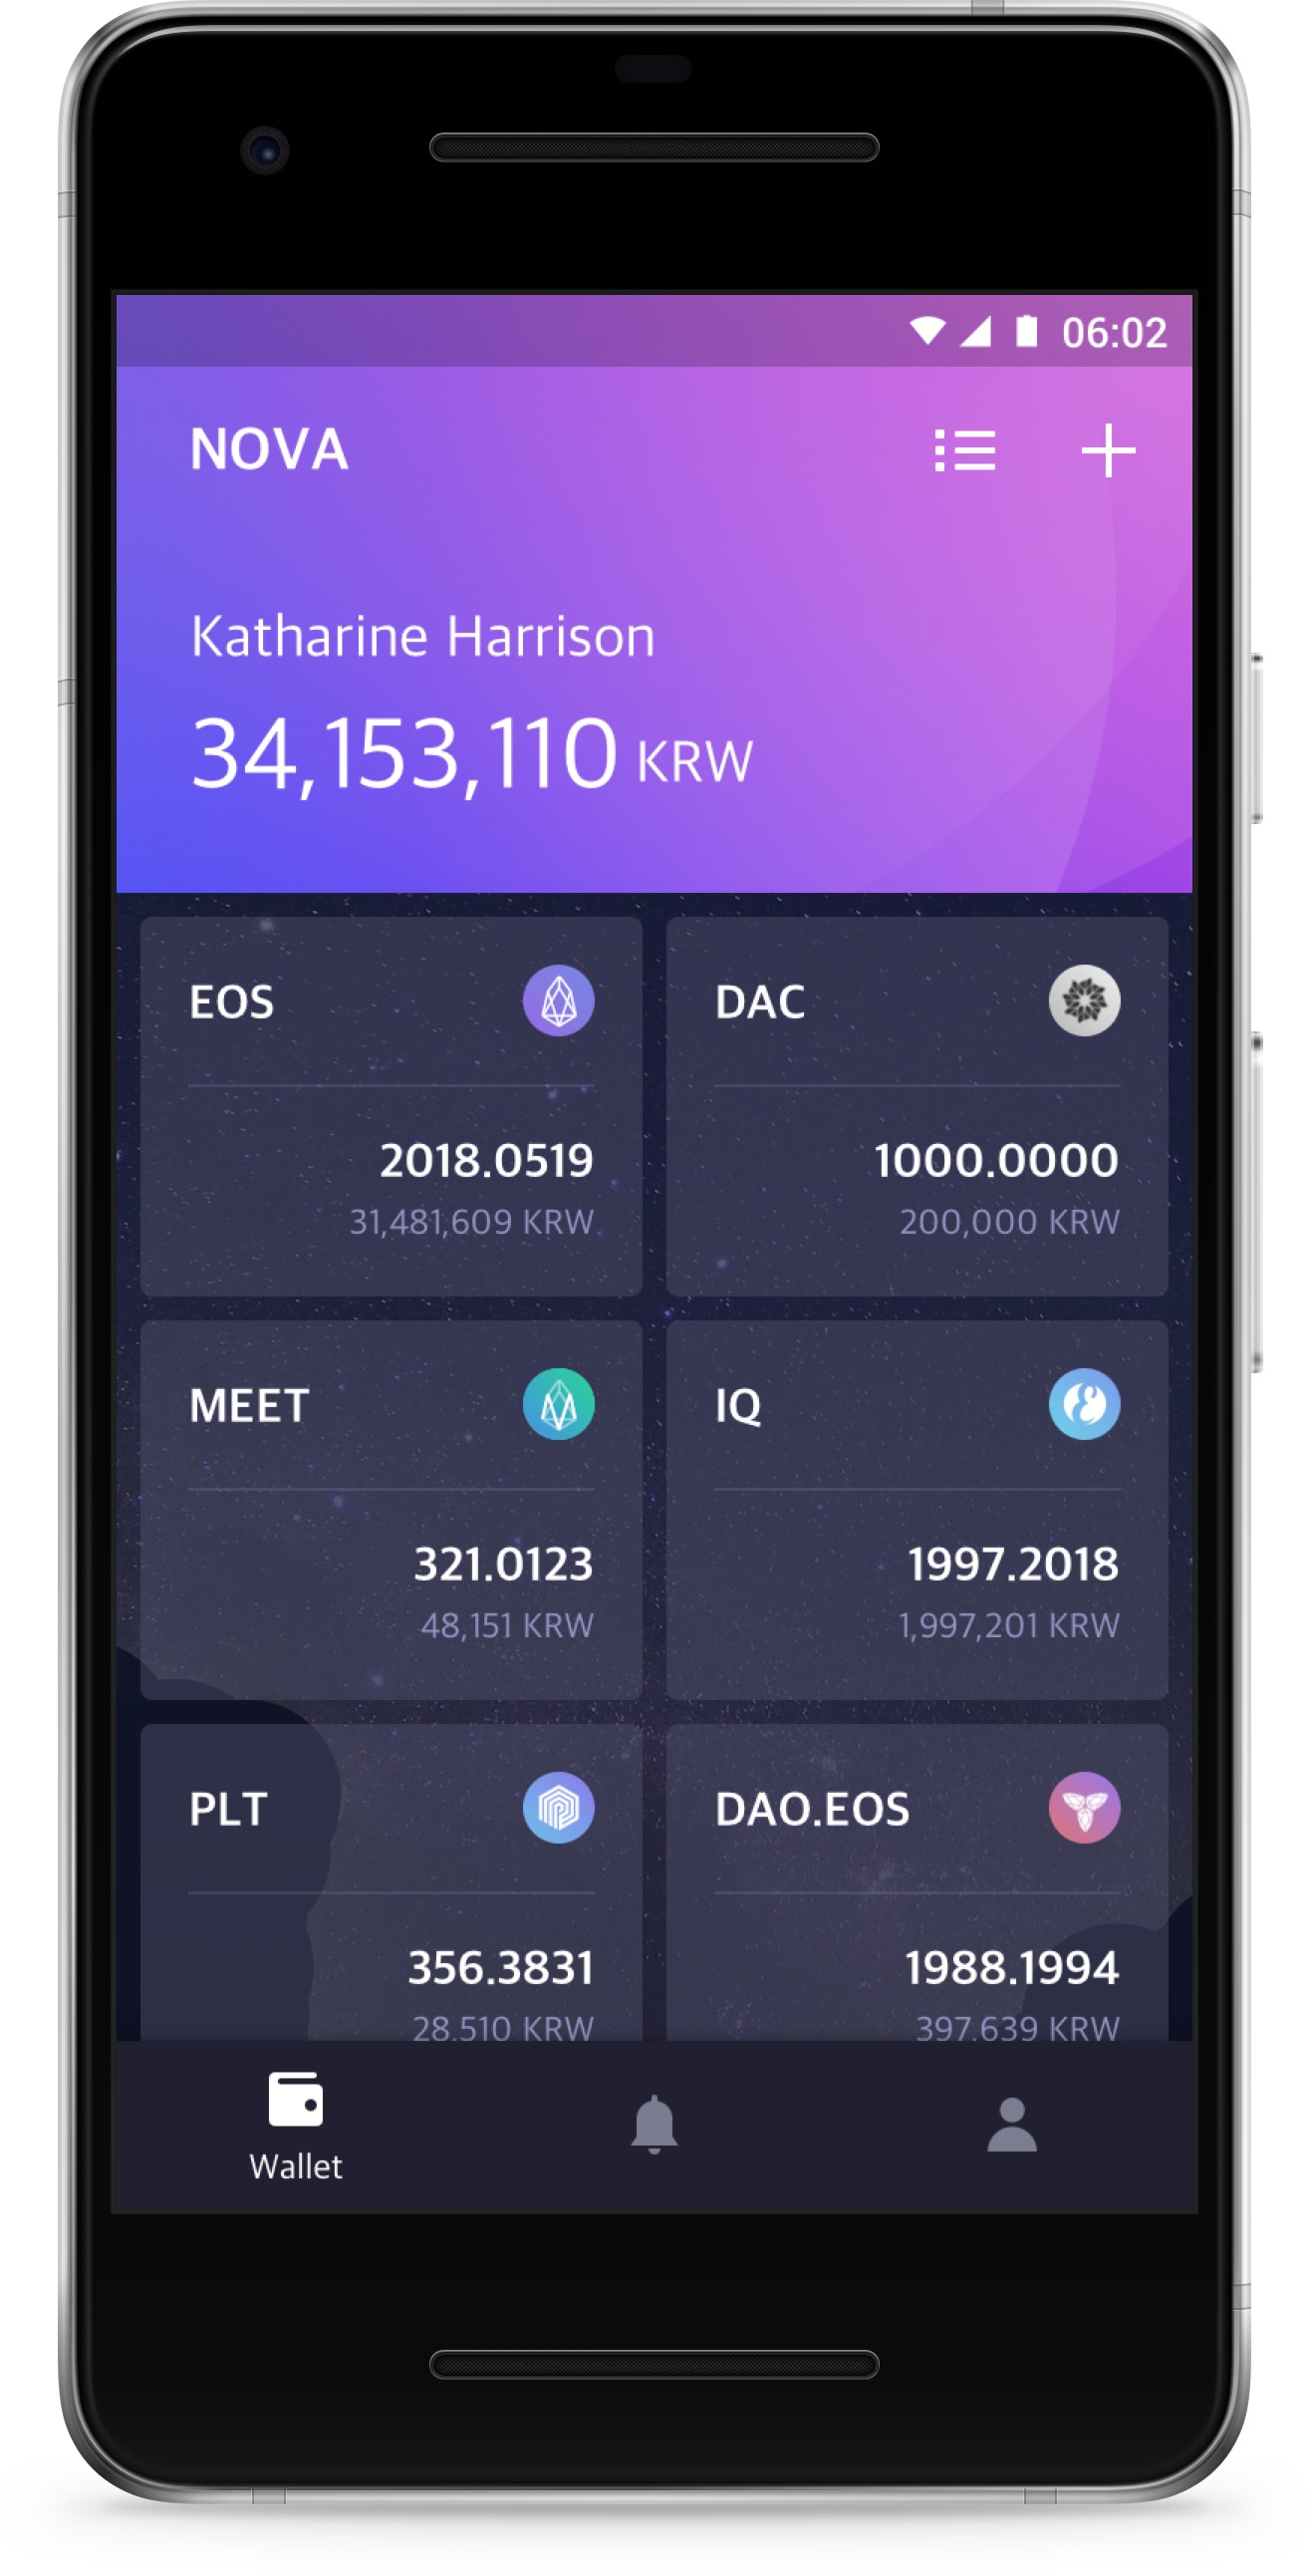 06:02
NOVA
Katharine Harrison
34,153,110 KRW
EOS
2018.0519
31,481,609 KRW
DAC
1000.0000
200,000 KRW
MEET
321.0123
48,151 KRW
IQ
1997.2018
1,997,201 KRW
PLT
356.3831
28,510 KRW
DAO.EOS
1988.1994
397,639 KRW
Wallet